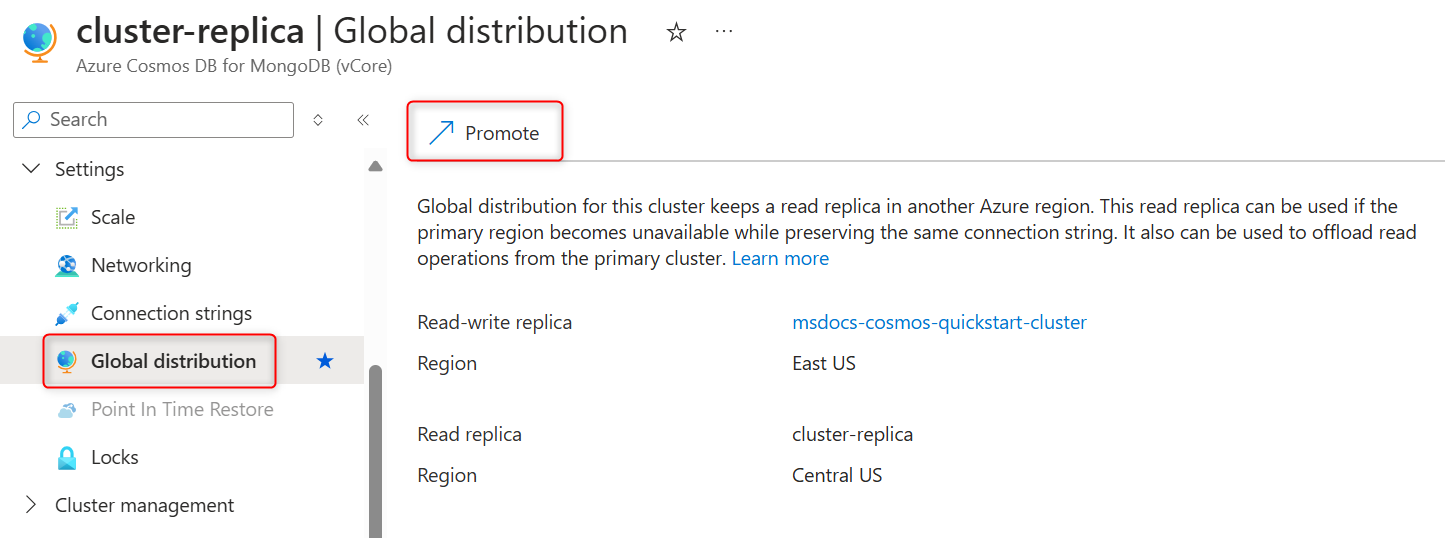 cluster-replica | Global distribution
Azure Cosmos DB for MongoDB (vCore)
Search
Settings
Scale
Networking
Connection strings
Global distribution
Point In Time Restore
Locks
Cluster management
Promote
Global distribution for this cluster keeps a read replica in another Azure region. This read replica can be used if the
primary region becomes unavailable while preserving the same connection string. It also can be used to offload read
operations from the primary cluster. Learn more
Read-write replica msdocs-cosmos-quickstart-cluster
Region East US
Read replica cluster-replica
Region Central US